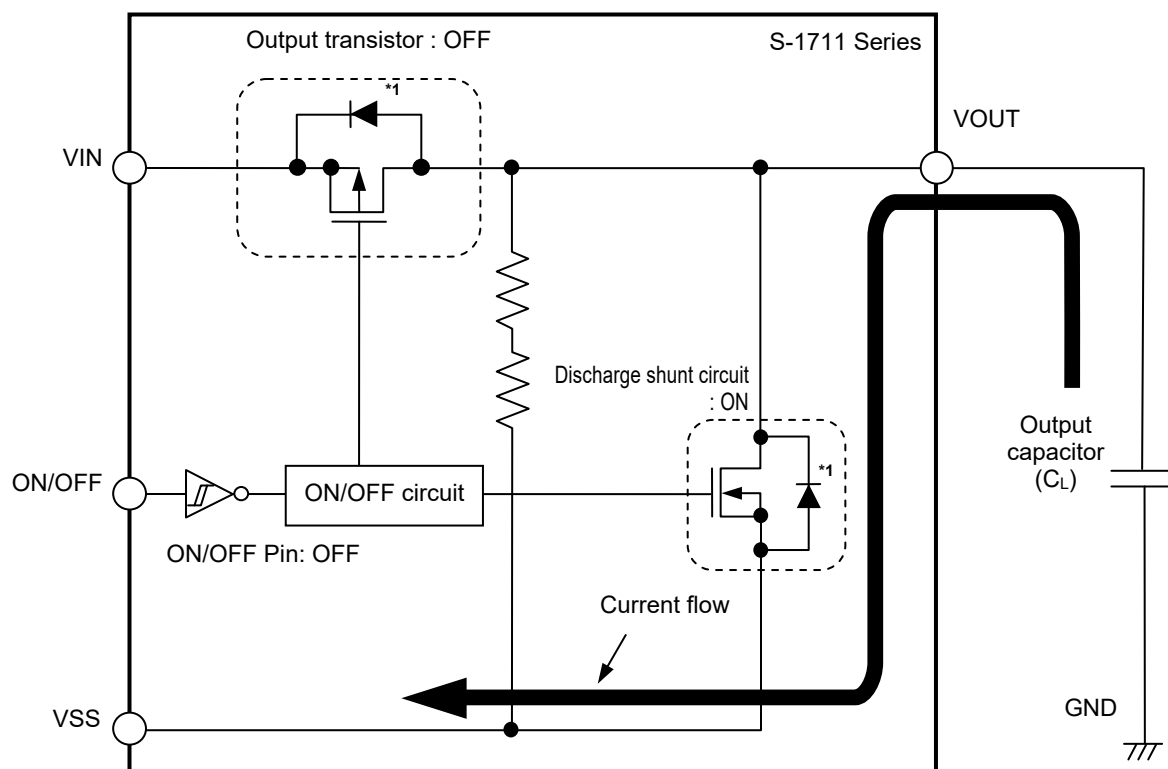 Output transistor : OFF
S-1711 Series
*1
VOUT
VIN
Discharge shunt circuit
: ON
Output
capacitor
(CL)
*1
ON/OFF
ON/OFF circuit
ON/OFF Pin: OFF
Current flow
GND
VSS